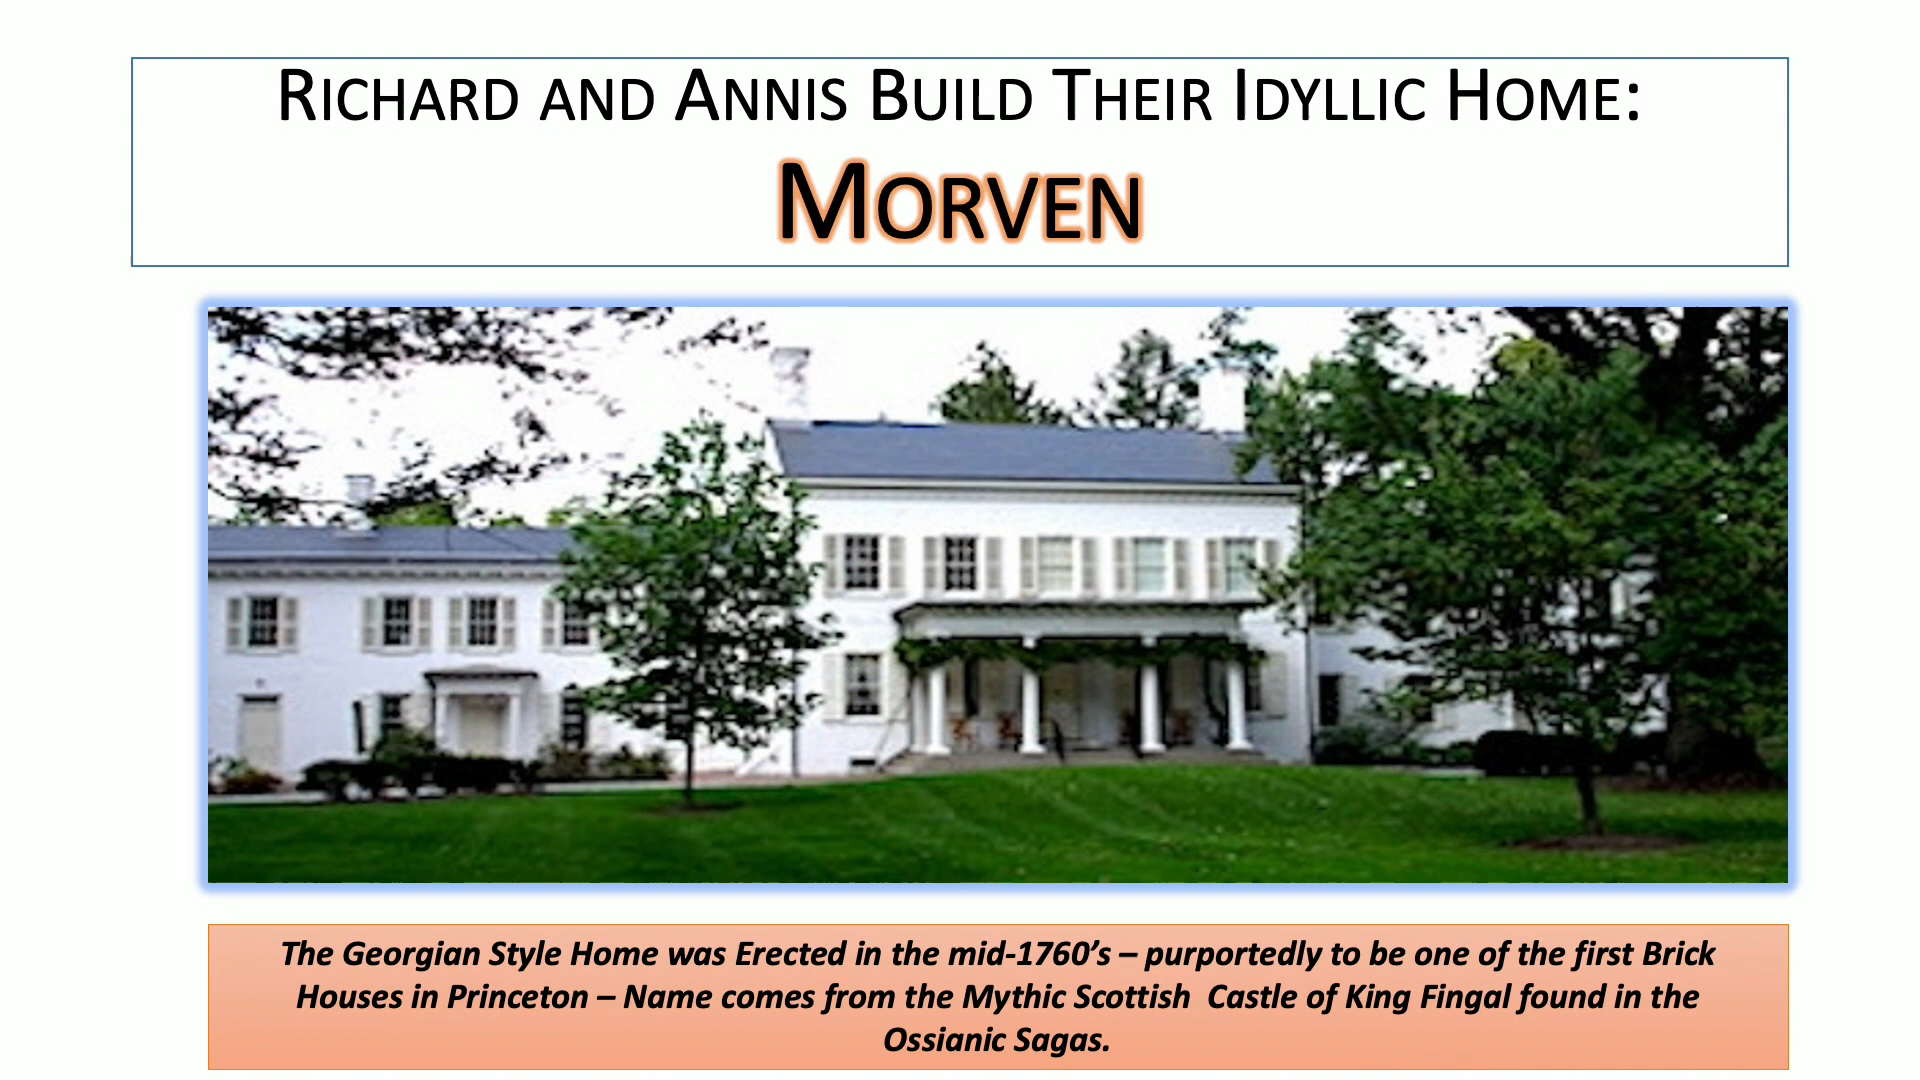 Richard and Annis Build Their Idyllic Home:
Morven
The Georgian Style Home was Erected in the mid-1760’s – purportedly to be one of the first Brick
Houses in Princeton – Name comes from the Mythic Scottish  Castle of King Fingal found in the
Ossianic Sagas.